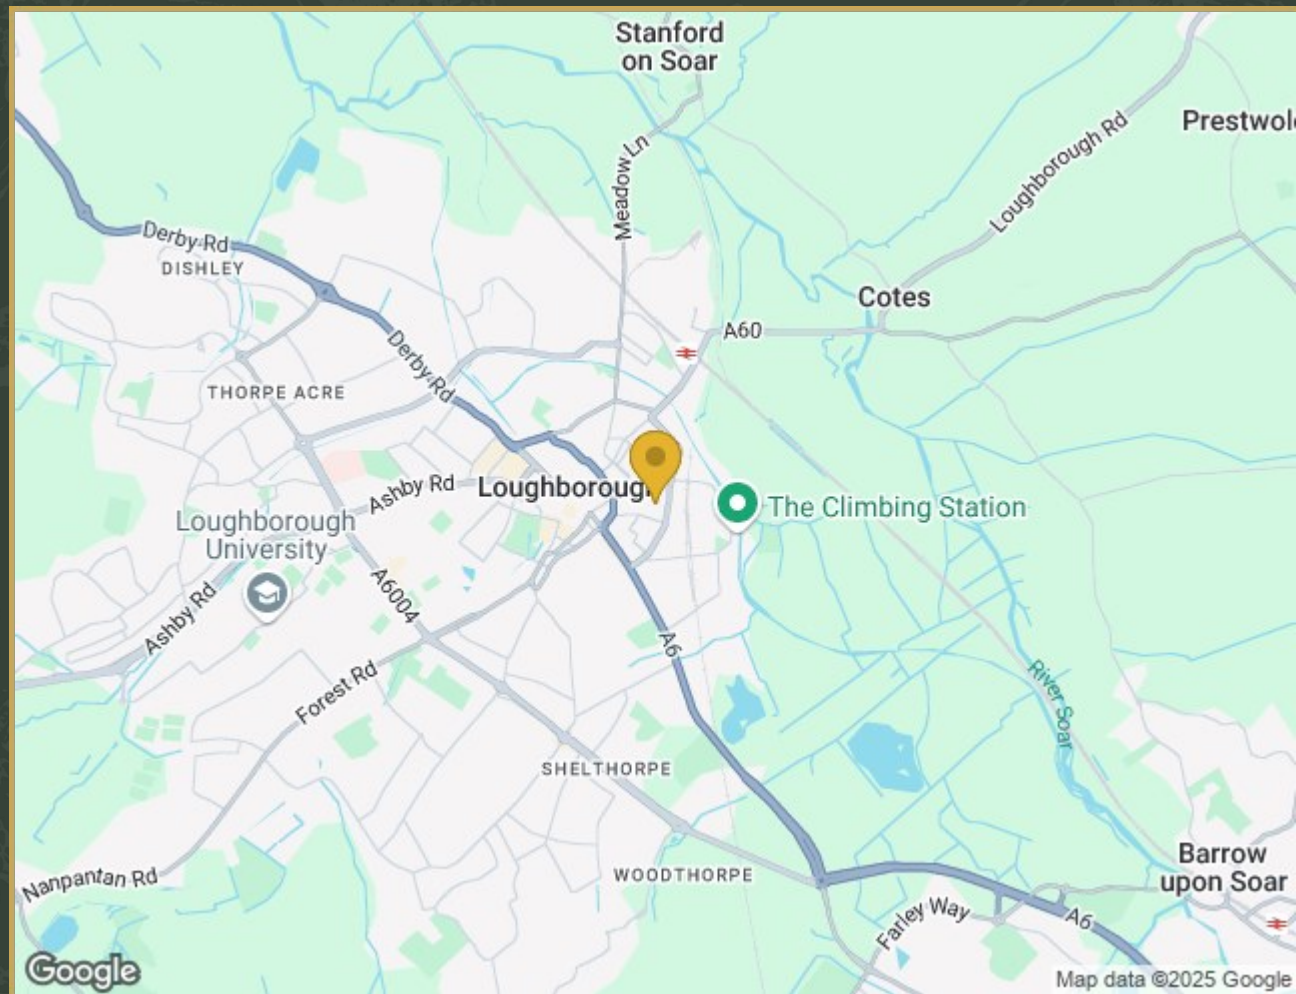 Stanford
on Soar
Prestwol
Loughborough Rd
Meadow Ln
Derby Rd
DISHLEY
Cotes
A60
Derby Rd
THORPE ACRE
Ashby Rd
Loughborough
The Climbing Station
Loughborough
University
A6004
Ashby Rd
A6
Forest Rd
River Soar
SHELTHORPE
Barrow
upon Soar
WOODTHORPE
Nanpantan Rd
Farley Way
A6
Google
Map data ©2025 Google